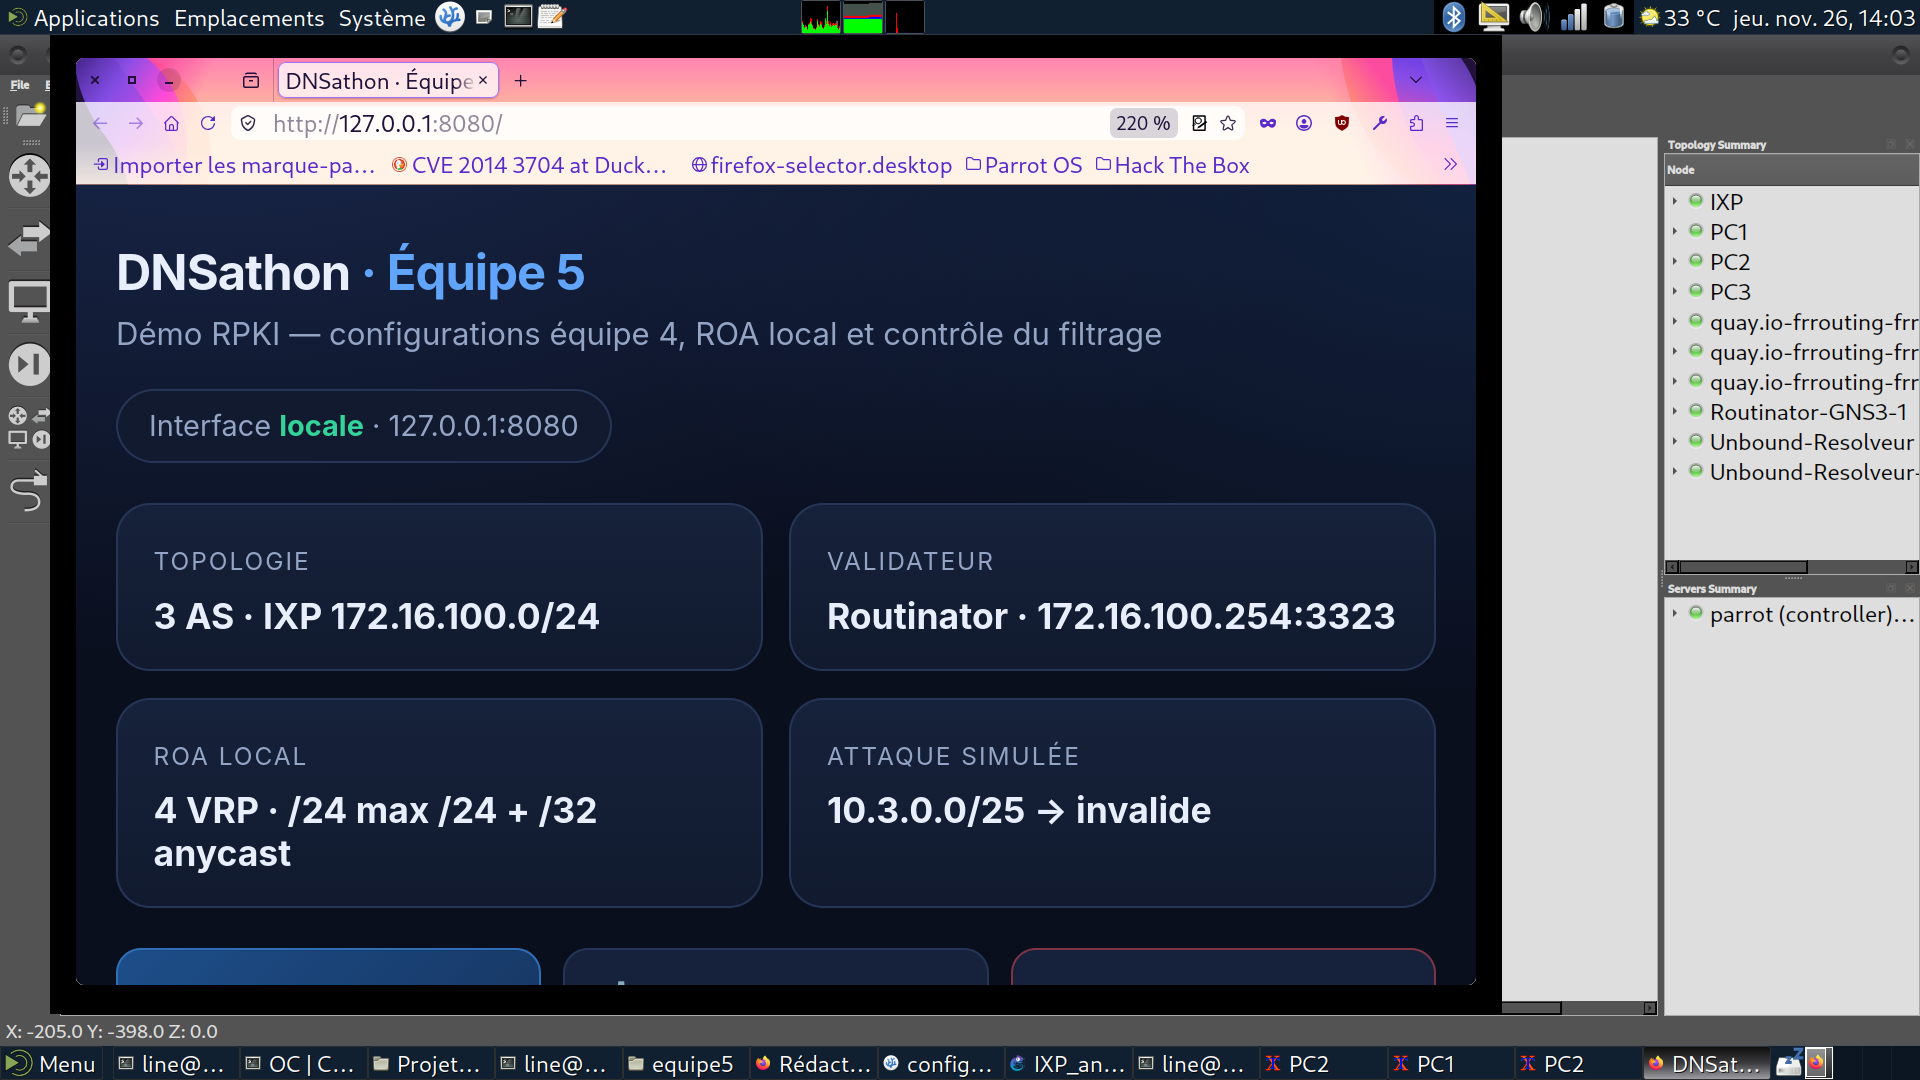 Applications Emplacements Système
33 °C jeu. nov. 26, 14:03
File
DNSathon · Équipe
http://127.0.0.1:8080/
220 %
Importer les marque-pa... CVE 2014 3704 at Duck... firefox-selector.desktop Parrot OS Hack The Box
DNSathon · Équipe 5
Démo RPKI — configurations équipe 4, ROA local et contrôle du filtrage
Interface locale · 127.0.0.1:8080
TOPOLOGIE
3 AS · IXP 172.16.100.0/24
VALIDATEUR
Routinator · 172.16.100.254:3323
ROA LOCAL
4 VRP · /24 max /24 + /32
anycast
ATTAQUE SIMULÉE
10.3.0.0/25 → invalide
Topology Summary
Node
IXP
PC1
PC2
PC3
quay.io-frrouting-frr
quay.io-frrouting-frr
quay.io-frrouting-frr
Routinator-GNS3-1
Unbound-Resolveur
Unbound-Resolveur-
Servers Summary
parrot (controller)...
X: -205.0 Y: -398.0 Z: 0.0
Menu line@... OC | C... Projet... line@... equipe5 Rédact... config... IXP_an... line@... PC2 PC1 PC2 DNSat...